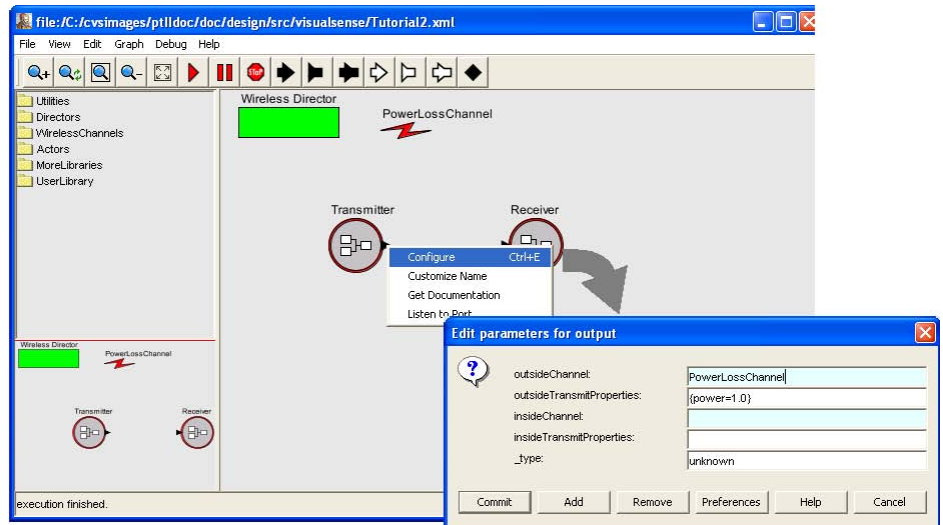 file:/C:/cvsimages/ptIIdoc/doc/design/src/visualsense/Tutorial2.xml
File View Edit Graph Debug Help
STOP
Utilities
Directors
WirelessChannels
Actors
MoreLibraries
UserLibrary
Wireless Director
PowerLossChannel
Transmitter
Receiver
Configure Ctrl+E
Customize Name
Get Documentation
Listen to Port
Wireless Director
PowerLossChannel
Transmitter
Receiver
execution finished.
Edit parameters for output
?
outsideChannel: PowerLossChannel
outsideTransmitProperties: {power=1.0}
insideChannel:
insideTransmitProperties:
_type: unknown
Commit Add Remove Preferences Help Cancel